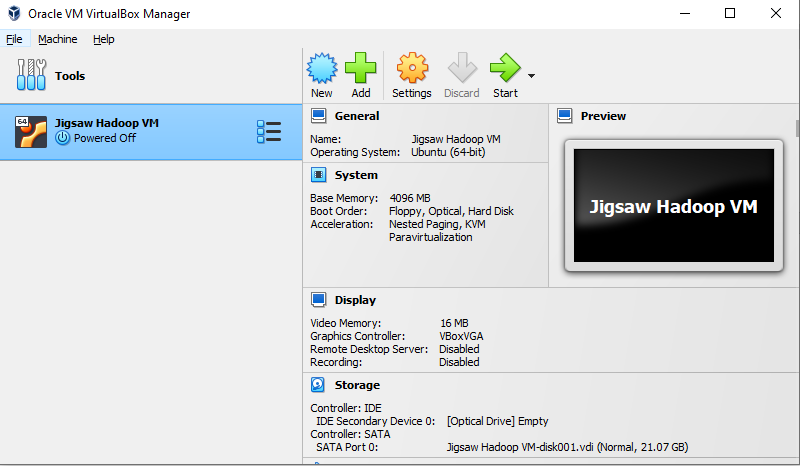 Oracle VM VirtualBox Manager
File Machine Help
Tools
New Add Settings Discard Start
64
Jigsaw Hadoop VM
Powered Off
General
Name: Jigsaw Hadoop VM
Operating System: Ubuntu (64-bit)
System
Base Memory: 4096 MB
Boot Order: Floppy, Optical, Hard Disk
Acceleration: Nested Paging, KVM
Paravirtualization
Preview
Jigsaw Hadoop VM
Display
Video Memory: 16 MB
Graphics Controller: VBoxVGA
Remote Desktop Server: Disabled
Recording: Disabled
Storage
Controller: IDE
IDE Secondary Device 0: [Optical Drive] Empty
Controller: SATA
SATA Port 0: Jigsaw Hadoop VM-disk001.vdi (Normal, 21.07 GB)